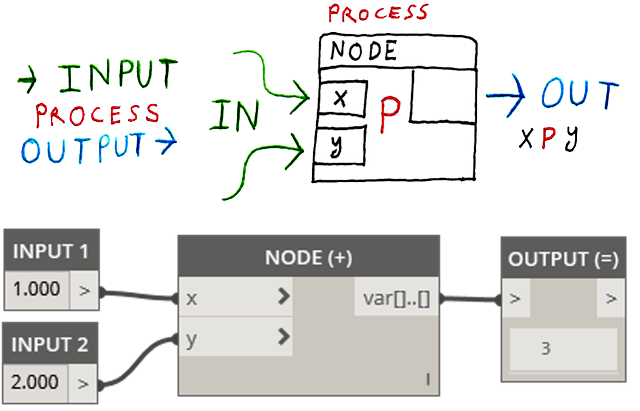 PROCESS
→ INPUT
PROCESS
OUTPUT →
IN
NODE
x
y
P
→ OUT
x P y
INPUT 1
1.000 >
INPUT 2
2.000 >
NODE (+)
x >
y >
var[]..[]
l
OUTPUT (=)
> >
3